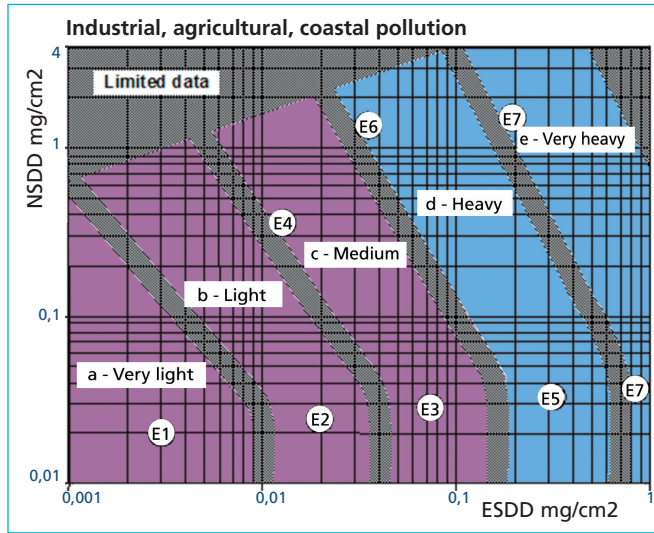 Industrial, agricultural, coastal pollution
4
Limited data
E7
E6
e - Very heavy
1
NSDD mg/cm2
d - Heavy
E4
c - Medium
b - Light
0,1
a - Very light
E7
E5
E3
E2
E1
0,01
0,001
0,01
0,1
1
ESDD mg/cm2